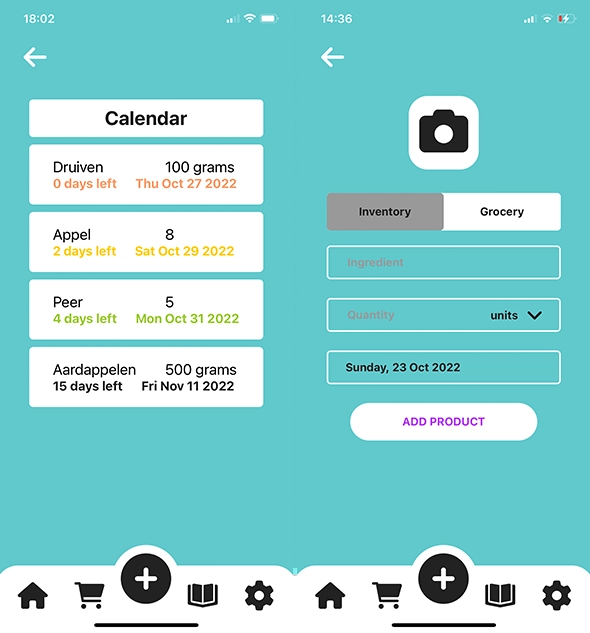 18:02
Calendar
Druiven 100 grams
0 days left Thu Oct 27 2022
Appel 8
2 days left Sat Oct 29 2022
Peer 5
4 days left Mon Oct 31 2022
Aardappelen 500 grams
15 days left Fri Nov 11 2022
14:36
Inventory Grocery
Ingredient
Quantity units
Sunday, 23 Oct 2022
ADD PRODUCT